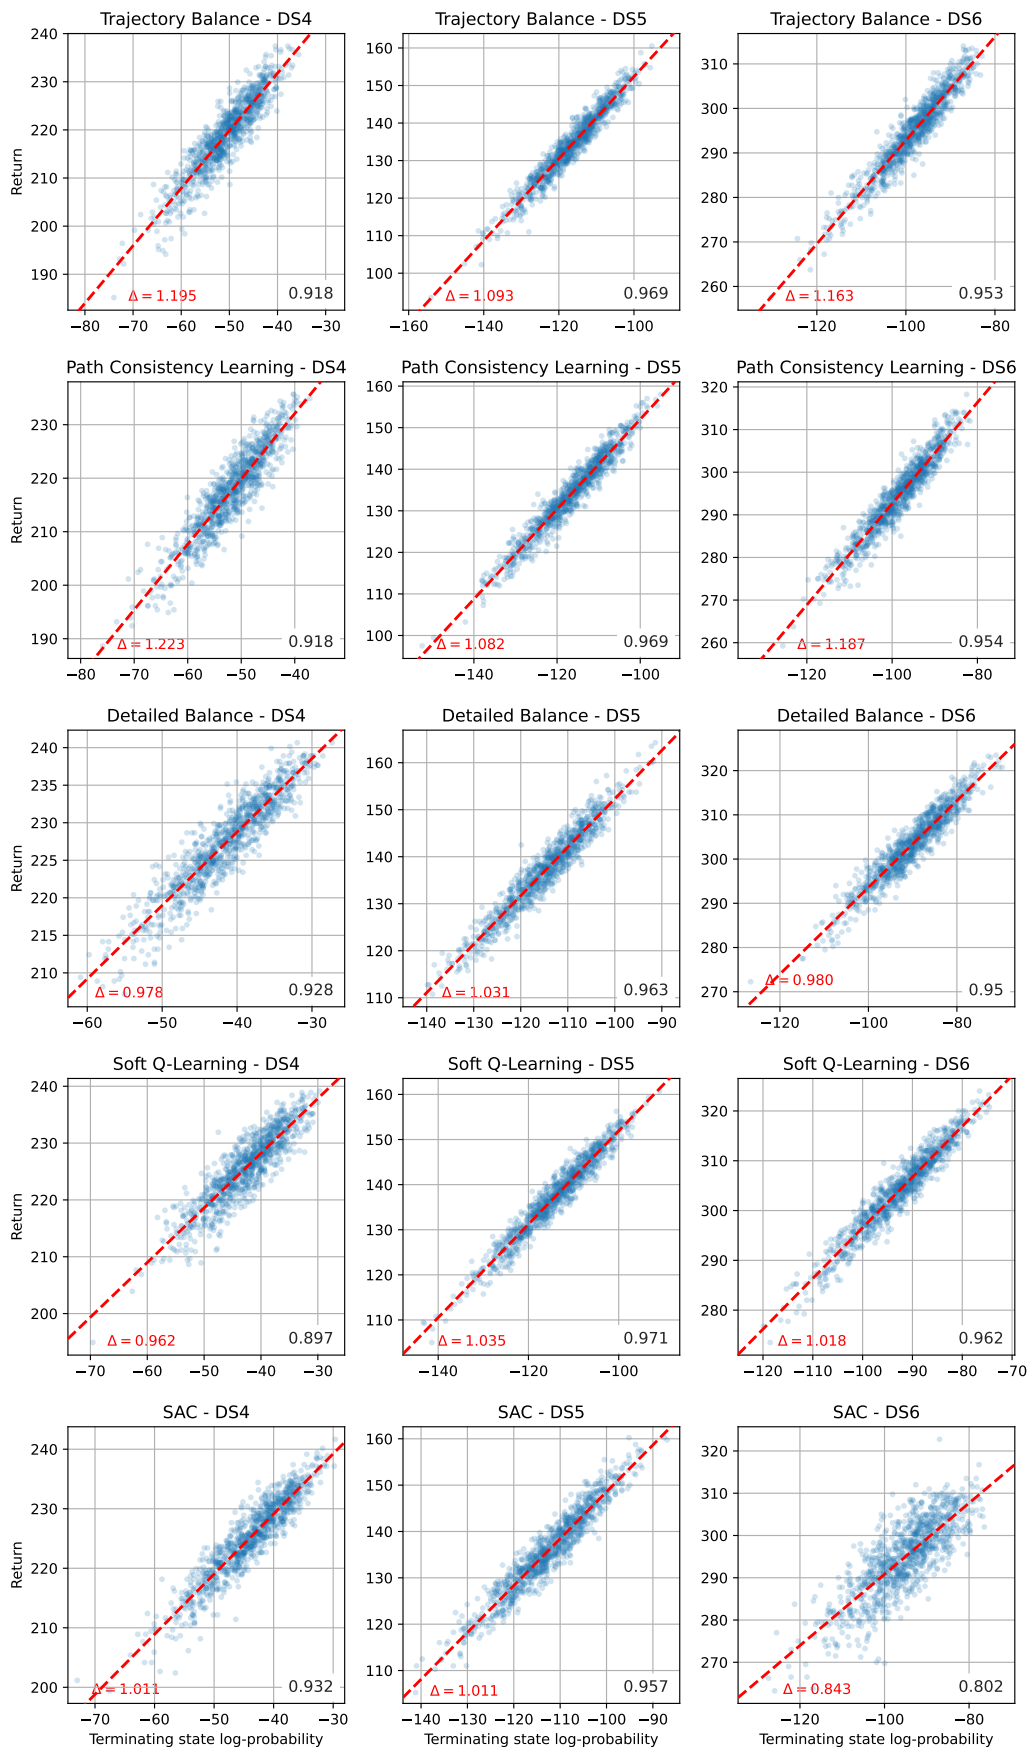 Trajectory Balance - DS4
Trajectory Balance - DS5
Trajectory Balance - DS6
Return
240
230
220
210
200
190
−80 −70 −60 −50 −40 −30
Δ = 1.195
0.918
160
150
140
130
120
110
100
−160 −140 −120 −100
Δ = 1.093
0.969
310
300
290
280
270
260
−120 −100 −80
Δ = 1.163
0.953
Path Consistency Learning - DS4
Path Consistency Learning - DS5
Path Consistency Learning - DS6
Return
230
220
210
200
190
−80 −70 −60 −50 −40
Δ = 1.223
0.918
160
150
140
130
120
110
100
−140 −120 −100
Δ = 1.082
0.969
320
310
300
290
280
270
260
−120 −100 −80
Δ = 1.187
0.954
Detailed Balance - DS4
Detailed Balance - DS5
Detailed Balance - DS6
Return
240
235
230
225
220
215
210
−60 −50 −40 −30
Δ = 0.978
0.928
160
150
140
130
120
110
−140 −130 −120 −110 −100 −90
Δ = 1.031
0.963
320
310
300
290
280
270
−120 −100 −80
Δ = 0.980
0.95
Soft Q-Learning - DS4
Soft Q-Learning - DS5
Soft Q-Learning - DS6
Return
240
230
220
210
200
−70 −60 −50 −40 −30
Δ = 0.962
0.897
160
150
140
130
120
110
−140 −120 −100
Δ = 1.035
0.971
320
310
300
290
280
−120 −110 −100 −90 −80 −70
Δ = 1.018
0.962
SAC - DS4
SAC - DS5
SAC - DS6
Return
240
230
220
210
200
−70 −60 −50 −40 −30
Δ = 1.011
0.932
160
150
140
130
120
110
−140 −130 −120 −110 −100 −90
Δ = 1.011
0.957
320
310
300
290
280
270
−120 −100 −80
Δ = 0.843
0.802
Terminating state log-probability
Terminating state log-probability
Terminating state log-probability